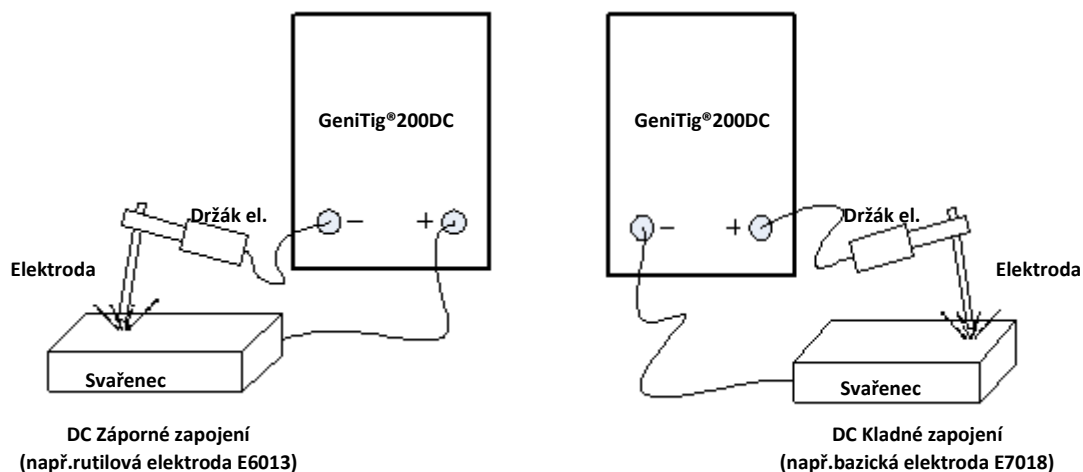 GeniTig®200DC
Držák el.
− +
Elektroda
Svařenec
DC Záporné zapojení
(např.rutilová elektroda E6013)
GeniTig®200DC
− +
Držák el.
Elektroda
Svařenec
DC Kladné zapojení
(např.bazická elektroda E7018)